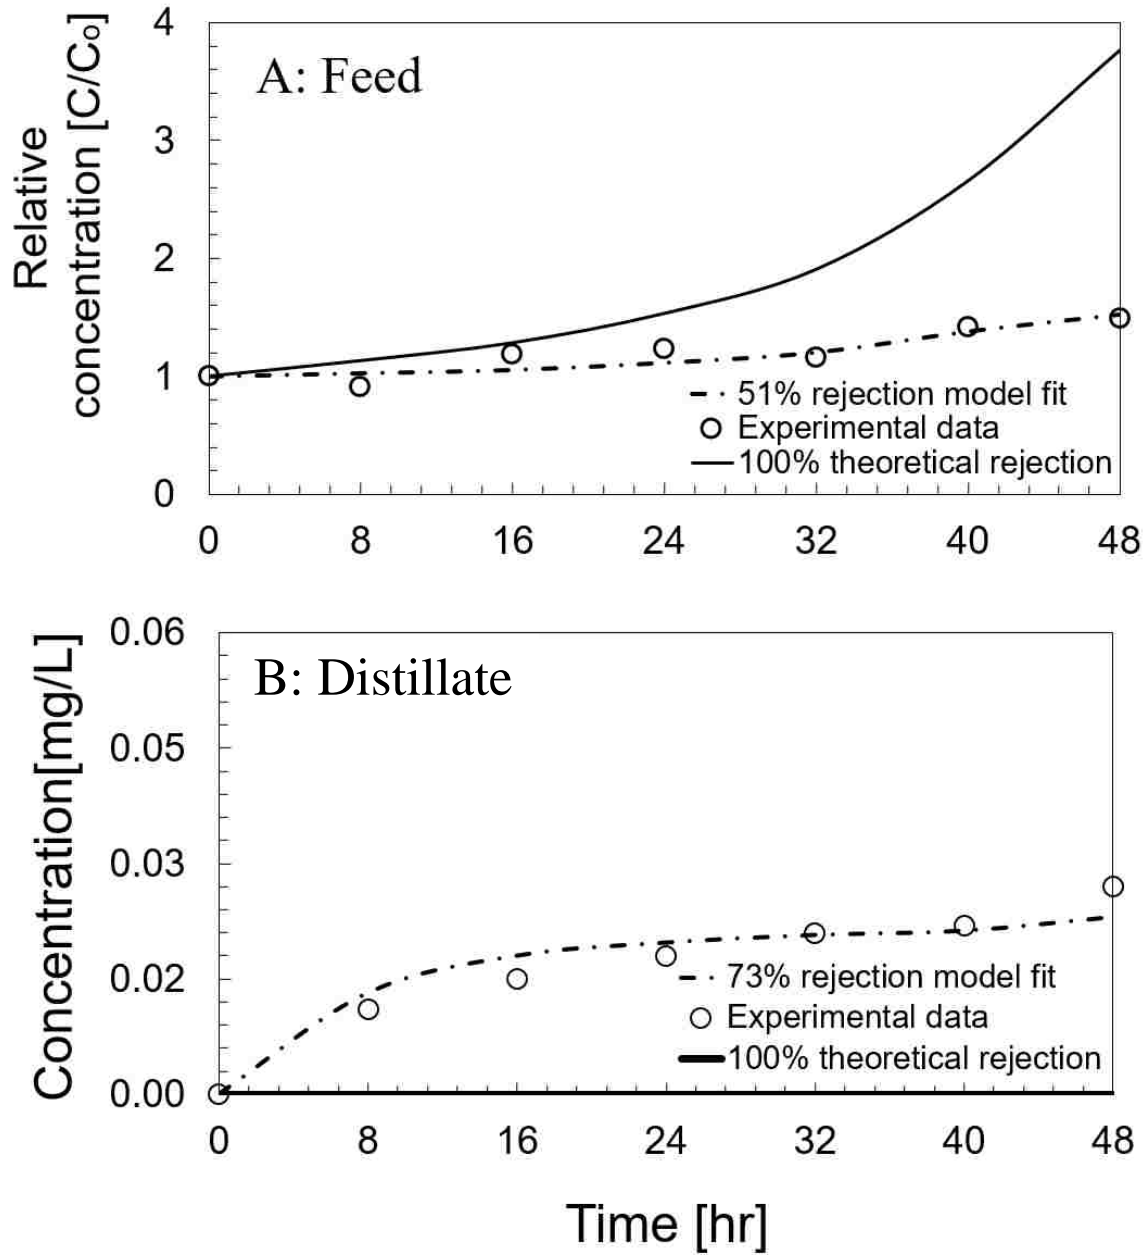 Relative
concentration [C/Co]
4
3
2
1
0
A: Feed
51% rejection model fit
Experimental data
100% theoretical rejection
0 8 16 24 32 40 48
Concentration[mg/L]
0.06
0.05
0.03
0.02
0.00
B: Distillate
73% rejection model fit
Experimental data
100% theoretical rejection
0 8 16 24 32 40 48
Time [hr]